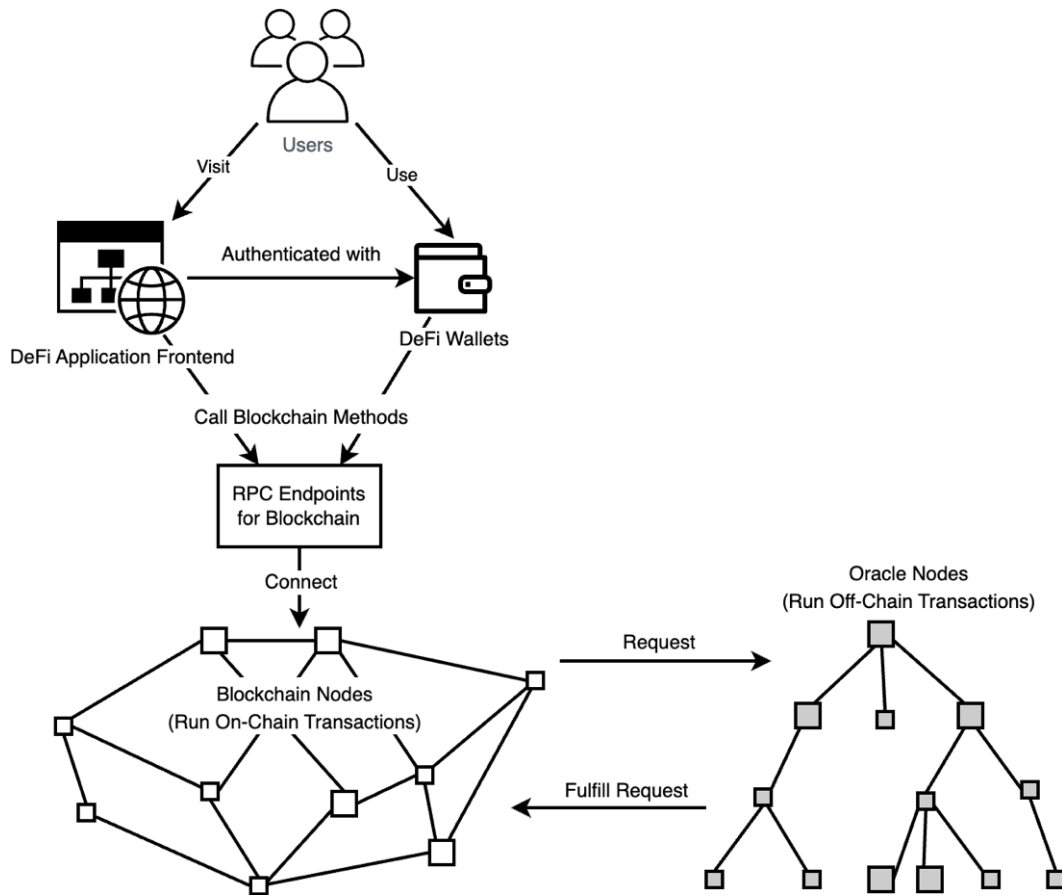 Users
Visit
Use
Authenticated with
DeFi Application Frontend
DeFi Wallets
Call Blockchain Methods
RPC Endpoints
for Blockchain
Connect
Oracle Nodes
(Run Off-Chain Transactions)
Request
Blockchain Nodes
(Run On-Chain Transactions)
Fulfill Request